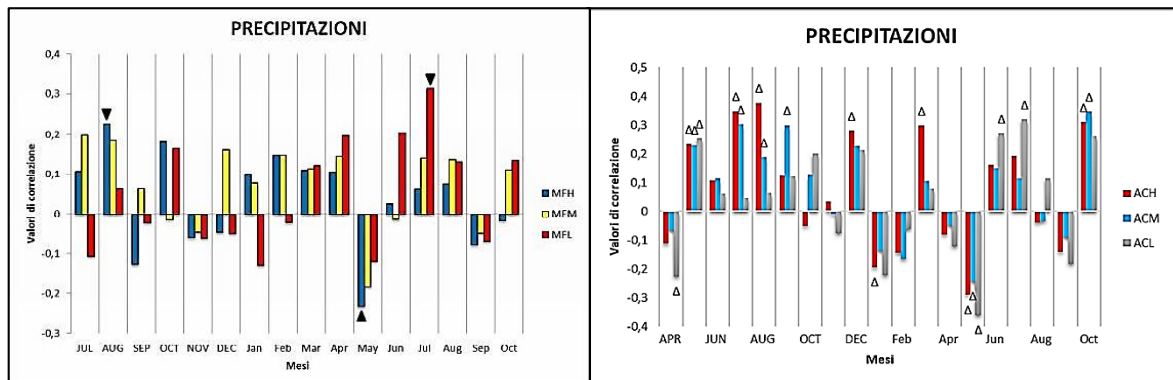 PRECIPITAZIONI
Valori di correlazione
0,4
0,3
0,2
0,1
0
-0,1
-0,2
-0,3
JUL AUG SEP OCT NOV DEC Jan Feb Mar Apr May Jun Jul Aug Sep Oct
Mesi
MFH
MFM
MFL
PRECIPITAZIONI
Valori di correlazione
0,5
0,4
0,3
0,2
0,1
0
-0,1
-0,2
-0,3
-0,4
APR JUN AUG OCT DEC Feb Apr Jun Aug Oct
Mesi
ACH
ACM
ACL